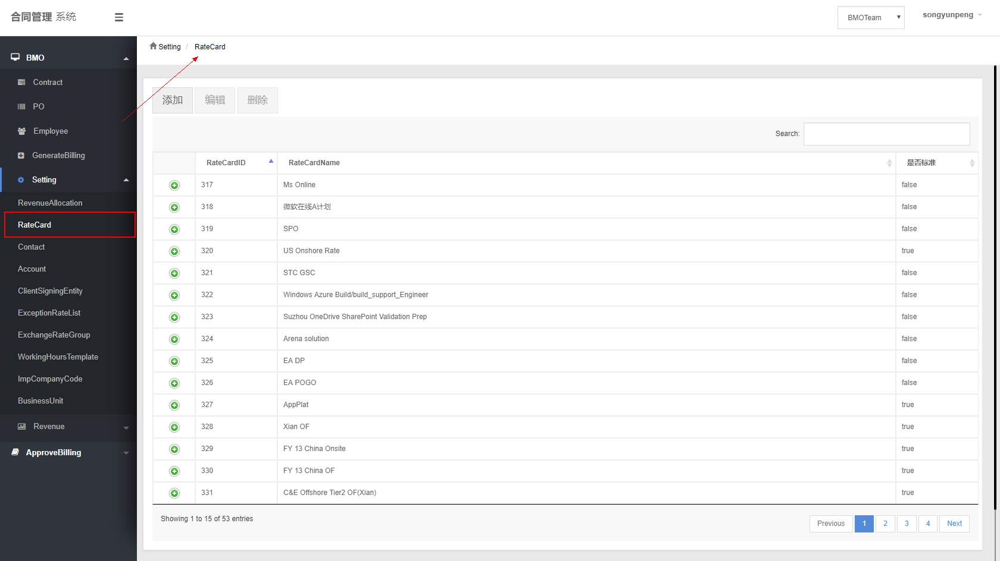 合同管理 系统
BMOTeam
songyunpeng
BMO
Contract
PO
Employee
GenerateBilling
Setting
RevenueAllocation
RateCard
Contact
Account
ClientSigningEntity
ExceptionRateList
ExchangeRateGroup
WorkingHoursTemplate
ImpCompanyCode
BusinessUnit
Revenue
ApproveBilling
Setting / RateCard
添加 编辑 删除
Search:
RateCardID RateCardName 是否标准
317 Ms Online false
318 微软在线A计划 false
319 SPO false
320 US Onshore Rate true
321 STC GSC false
322 Windows Azure Build/build_support_Engineer false
323 Suzhou OneDrive SharePoint Validation Prep false
324 Arena solution false
325 EA DP false
326 EA POGO false
327 AppPlat true
328 Xian OF true
329 FY 13 China Onsite true
330 FY 13 China OF true
331 C&E Offshore Tier2 OF(Xian) true
Showing 1 to 15 of 53 entries
Previous 1 2 3 4 Next